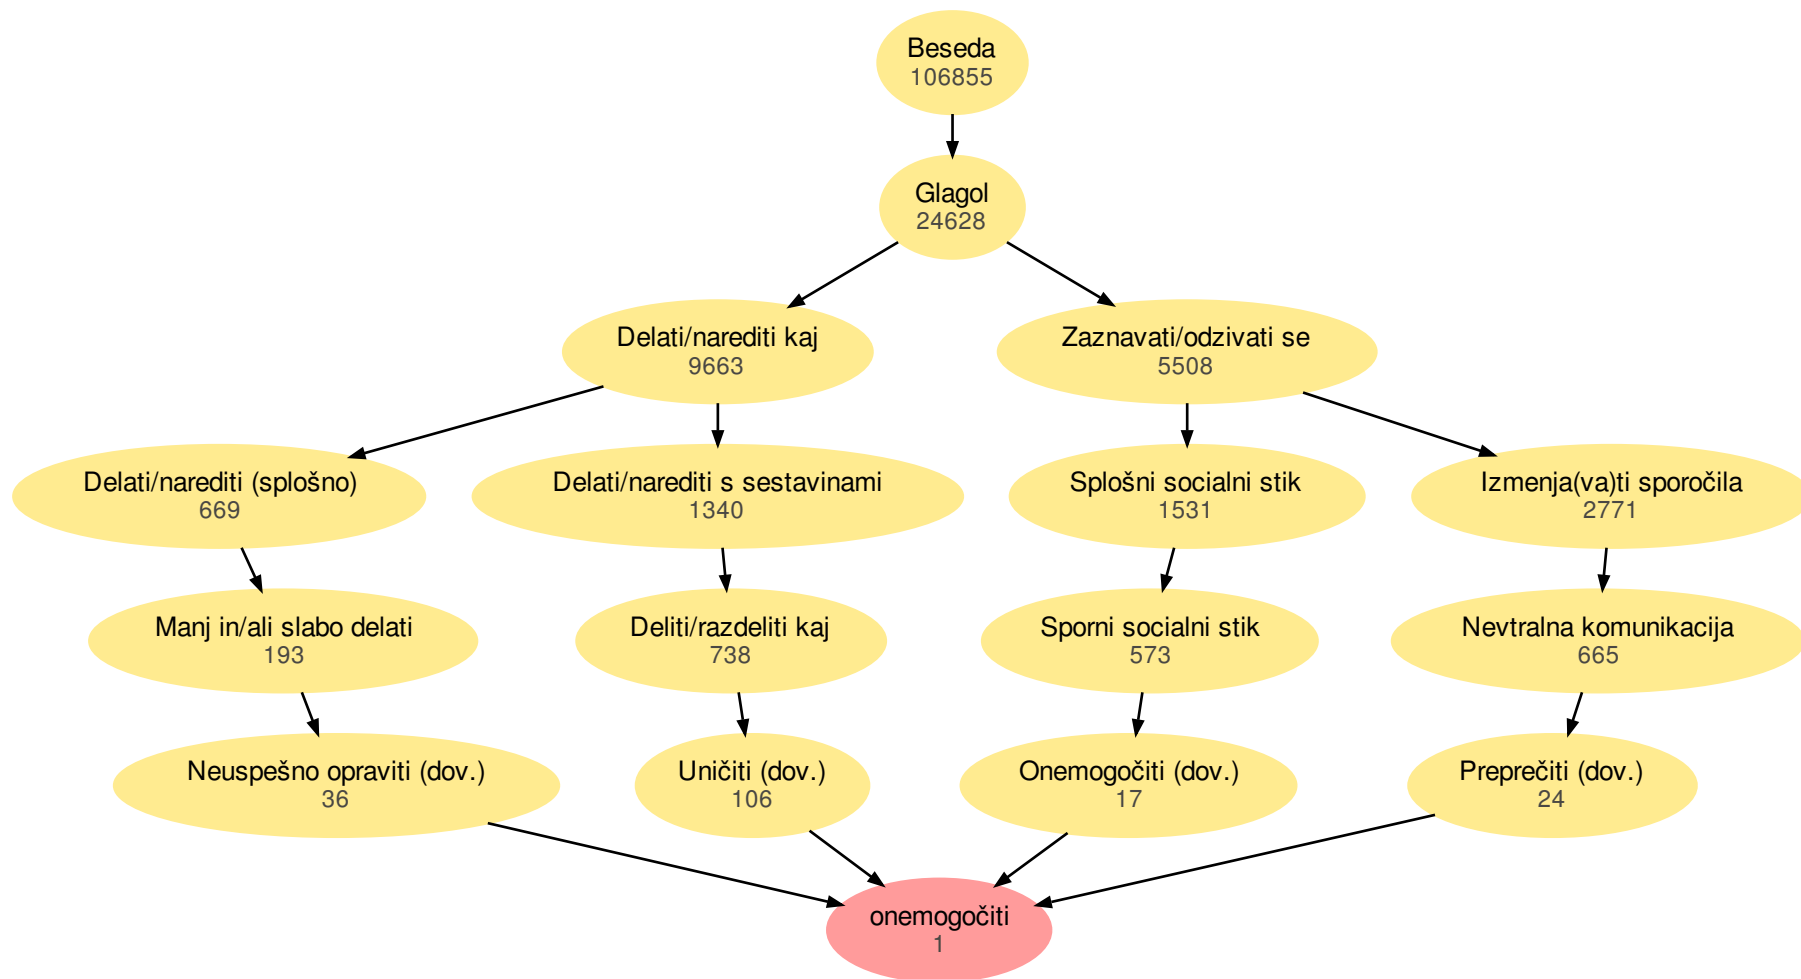 Beseda
106855
Glagol
24628
Delati/narediti kaj
9663
Zaznavati/odzivati se
5508
Delati/narediti (splošno)
669
Delati/narediti s sestavinami
1340
Splošni socialni stik
1531
Izmenja(va)ti sporočila
2771
Manj in/ali slabo delati
193
Deliti/razdeliti kaj
738
Sporni socialni stik
573
Nevtralna komunikacija
665
Neuspešno opraviti (dov.)
36
Uničiti (dov.)
106
Onemogočiti (dov.)
17
Preprečiti (dov.)
24
onemogočiti
1